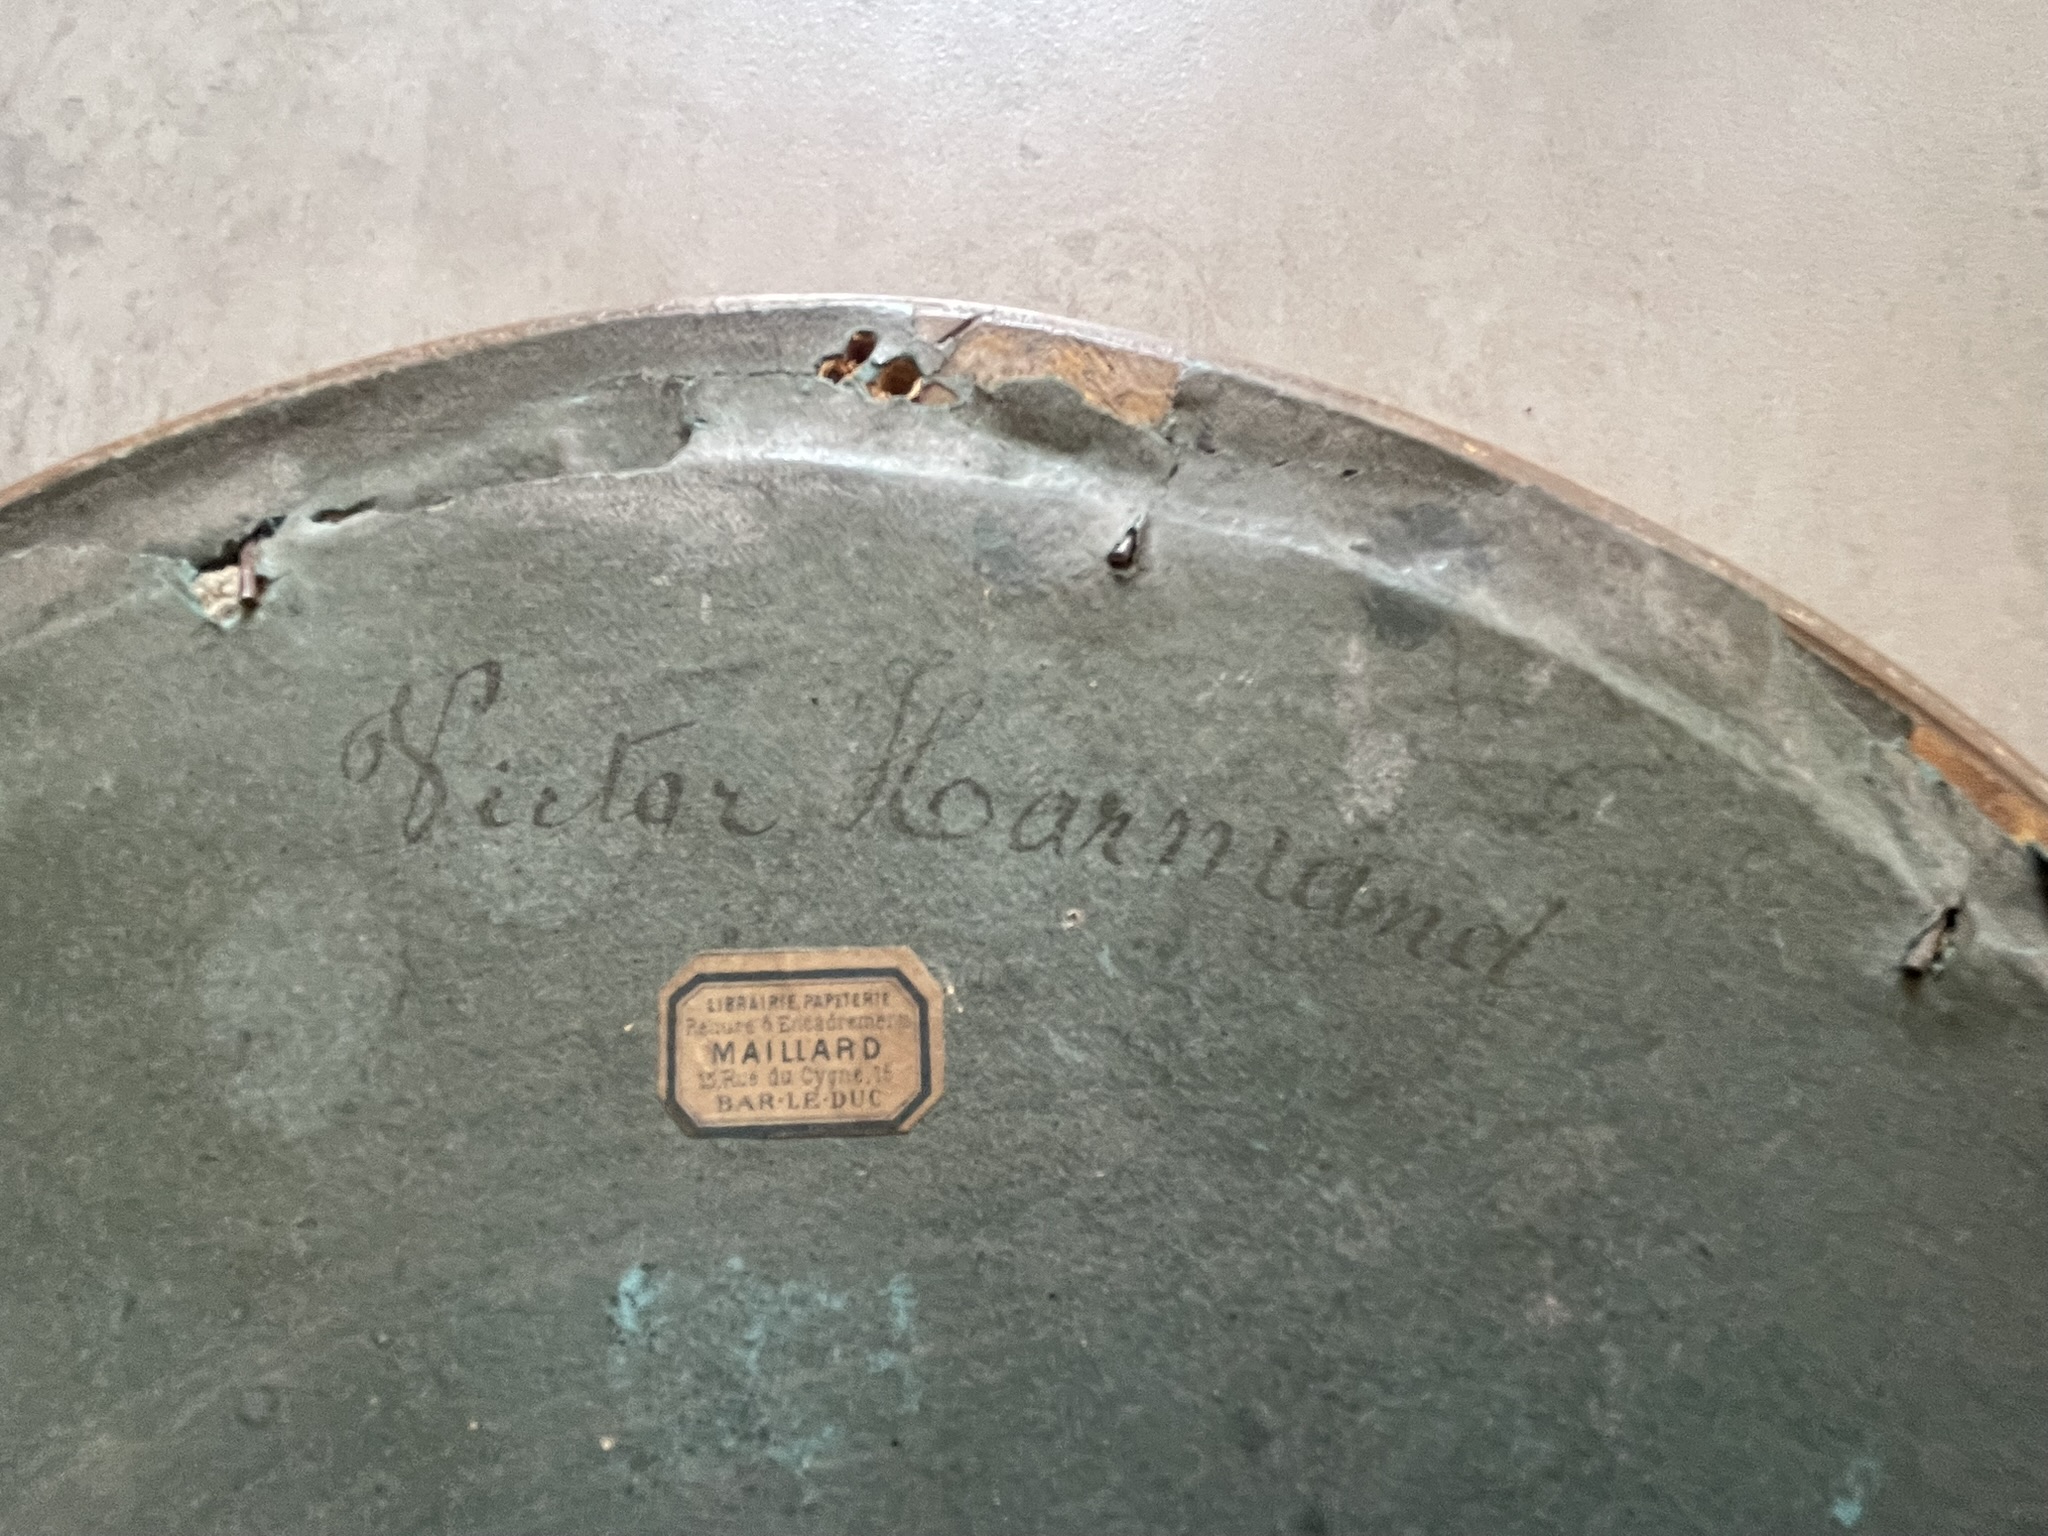 Victor Harmand
LIBRAIRIE, PAPETERIE
Reliure & Encadrements
MAILLARD
15, Rue du Cygne, 15
BAR-LE-DUC